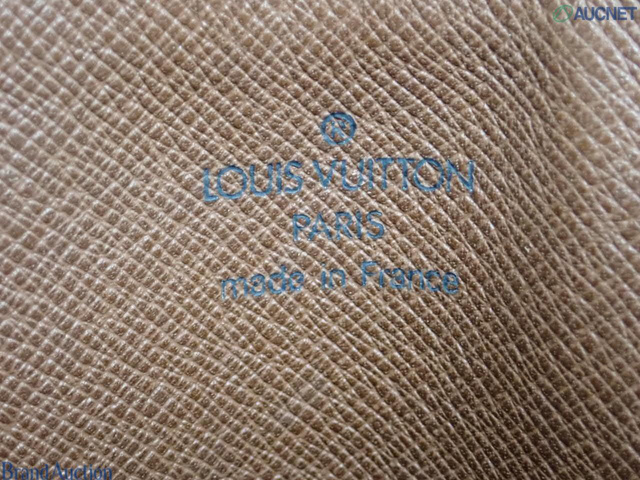 AUCNET
®
LOUIS VUITTON
PARIS
made in France
Brand Auction